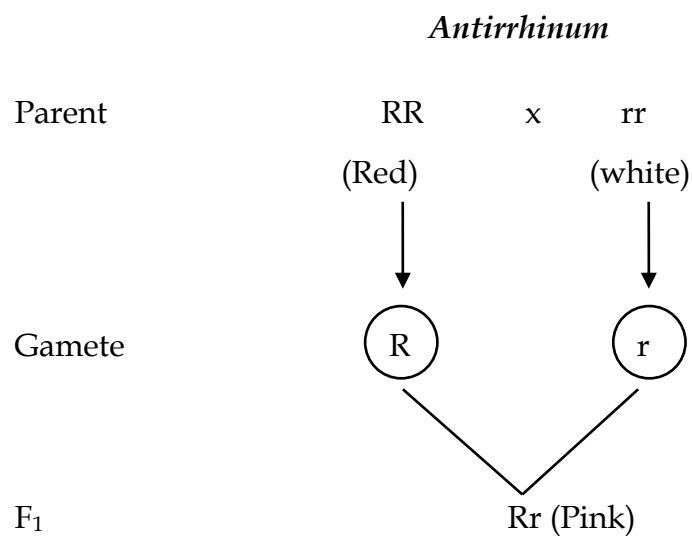 Antirrhinum
Parent RR x rr
(Red) (white)
Gamete R r
F₁ Rr (Pink)